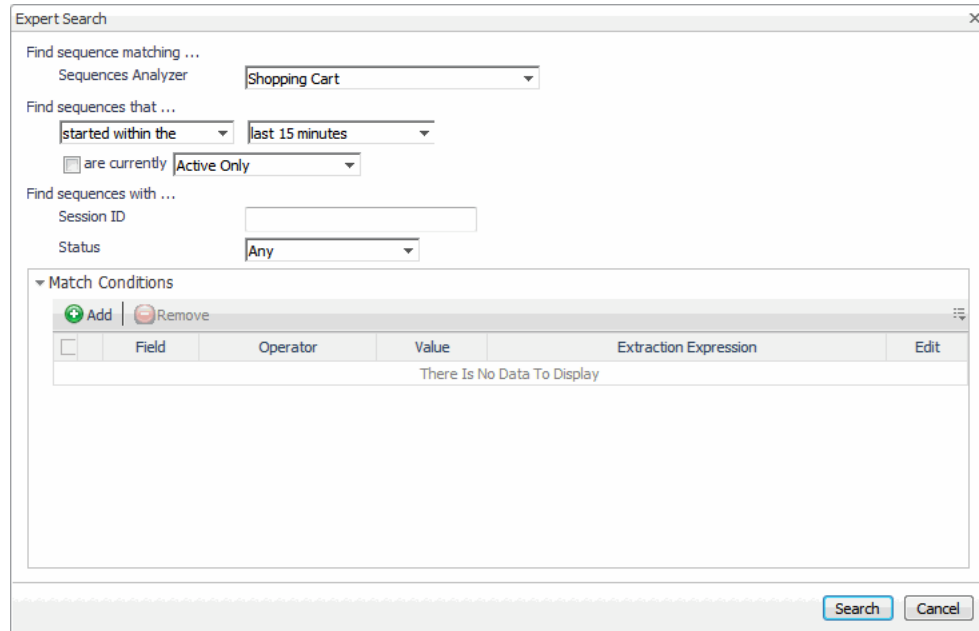 Expert Search
Find sequence matching ...
Sequences Analyzer Shopping Cart
Find sequences that ...
started within the last 15 minutes
are currently Active Only
Find sequences with ...
Session ID
Status Any
Match Conditions
Add Remove
Field Operator Value Extraction Expression Edit
There Is No Data To Display
Search Cancel